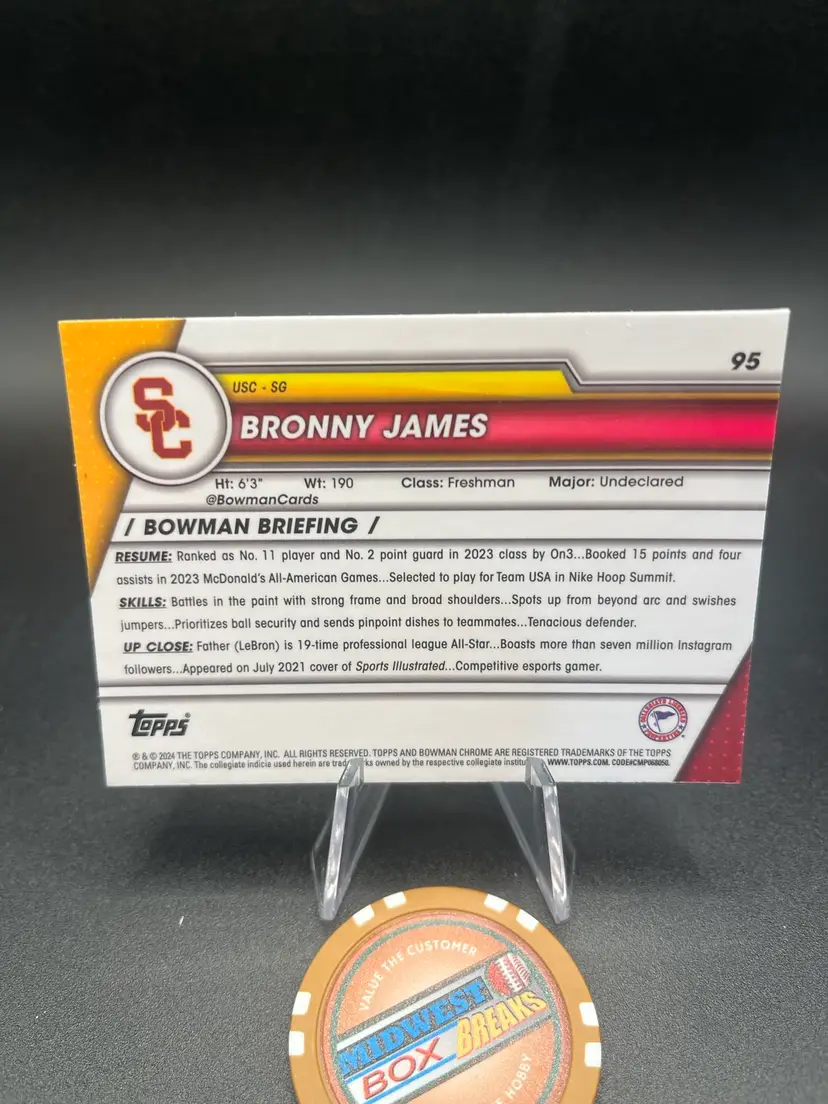 95
USC - SG
SC
BRONNY JAMES
Ht: 6'3" Wt: 190 Class: Freshman Major: Undeclared
@BowmanCards
/ BOWMAN BRIEFING /
RESUME: Ranked as No. 11 player and No. 2 point guard in 2023 class by On3...Booked 15 points and four
assists in 2023 McDonald's All-American Games...Selected to play for Team USA in Nike Hoop Summit.
SKILLS: Battles in the paint with strong frame and broad shoulders...Spots up from beyond arc and swishes
jumpers...Prioritizes ball security and sends pinpoint dishes to teammates...Tenacious defender.
UP CLOSE: Father (LeBron) is 19-time professional league All-Star...Boasts more than seven million Instagram
followers...Appeared on July 2021 cover of Sports Illustrated...Competitive esports gamer.
Topps
℗ & © 2024 THE TOPPS COMPANY, INC. ALL RIGHTS RESERVED. TOPPS AND BOWMAN CHROME ARE REGISTERED TRADEMARKS OF THE TOPPS
COMPANY, INC. The collegiate indicie used herein are owned by the respective collegiate WWW.TOPPS.COM. CODE#CMP068050.
VALUE THE CUSTOMER
MIDWEST
BOX BREAKS
HOBBY